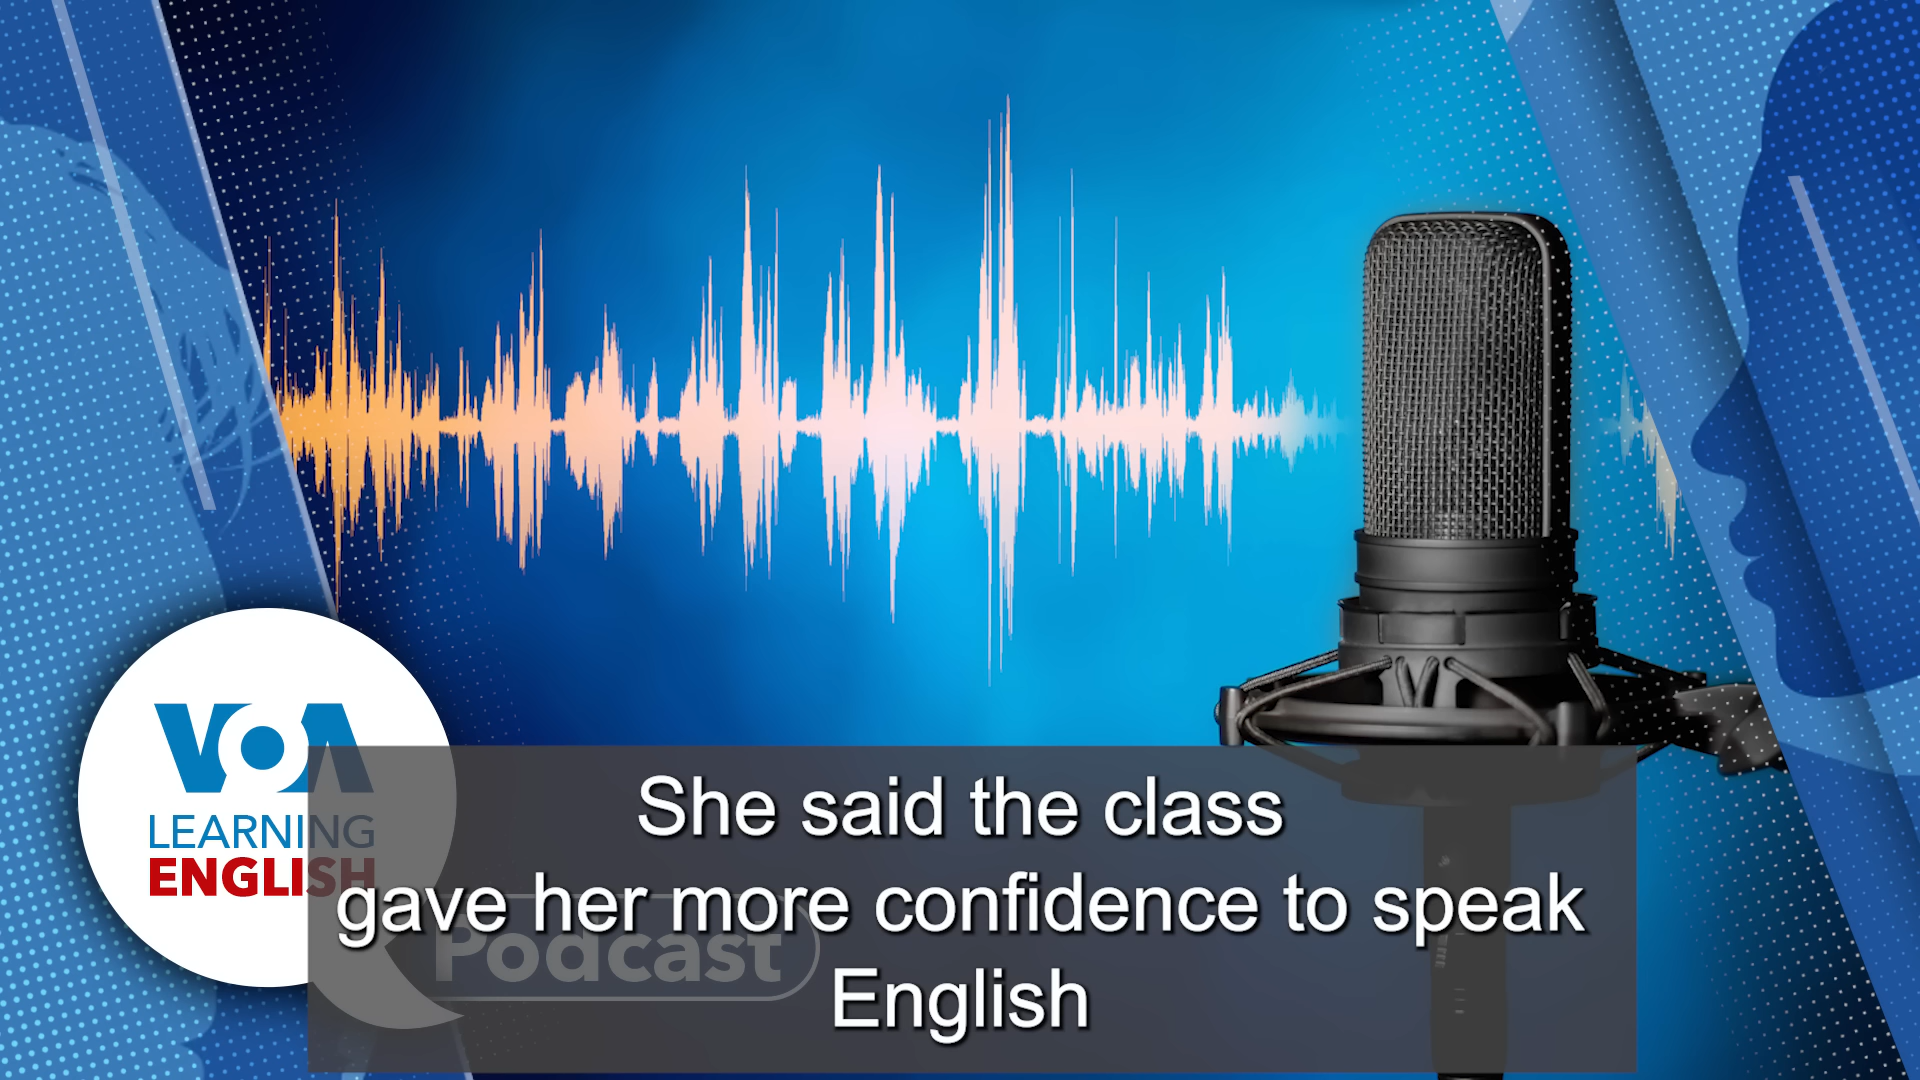 VOA
LEARNING
ENGLISH
Podcast
She said the class
gave her more confidence to speak
English